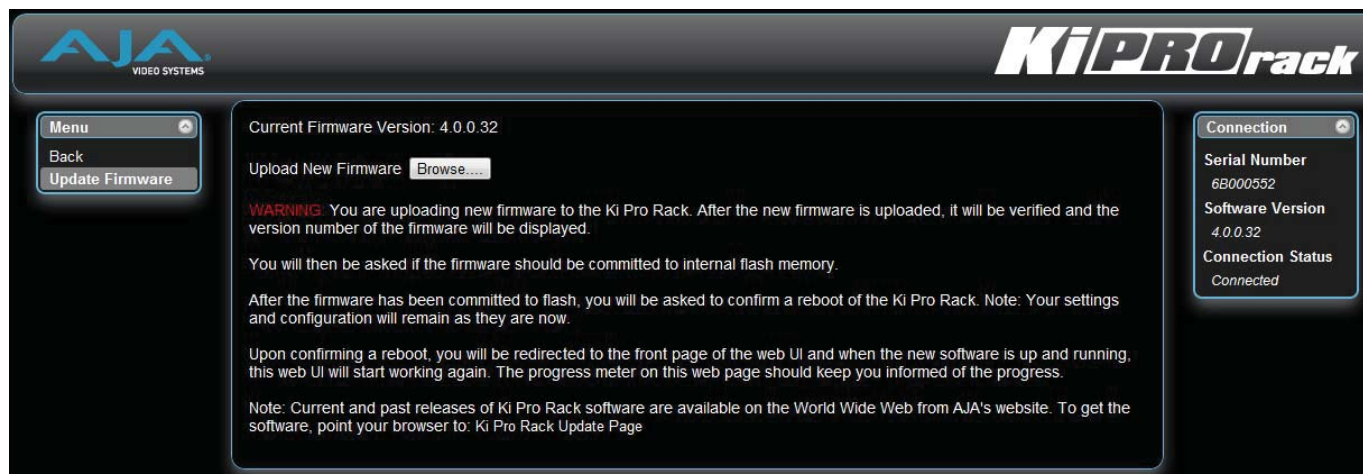 AJA
VIDEO SYSTEMS
KiPROrack
Menu
Back
Update Firmware
Current Firmware Version: 4.0.0.32
Upload New Firmware Browse....
WARNING: You are uploading new firmware to the Ki Pro Rack. After the new firmware is uploaded, it will be verified and the
version number of the firmware will be displayed.
You will then be asked if the firmware should be committed to internal flash memory.
After the firmware has been committed to flash, you will be asked to confirm a reboot of the Ki Pro Rack. Note: Your settings
and configuration will remain as they are now.
Upon confirming a reboot, you will be redirected to the front page of the web UI and when the new software is up and running,
this web UI will start working again. The progress meter on this web page should keep you informed of the progress.
Note: Current and past releases of Ki Pro Rack software are available on the World Wide Web from AJA's website. To get the
software, point your browser to: Ki Pro Rack Update Page
Connection
Serial Number
6B000552
Software Version
4.0.0.32
Connection Status
Connected